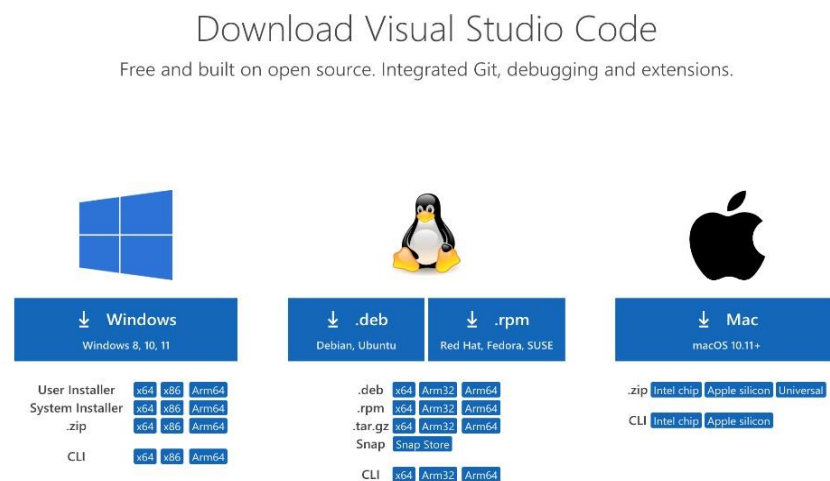 Download Visual Studio Code
Free and built on open source. Integrated Git, debugging and extensions.
Windows
Windows 8, 10, 11
User Installer x64 x86 Arm64
System Installer x64 x86 Arm64
.zip x64 x86 Arm64
CLI x64 x86 Arm64
.deb
Debian, Ubuntu
.rpm
Red Hat, Fedora, SUSE
.deb x64 Arm32 Arm64
.rpm x64 Arm32 Arm64
.tar.gz x64 Arm32 Arm64
Snap Snap Store
CLI x64 Arm32 Arm64
Mac
macOS 10.11+
.zip Intel chip Apple silicon Universal
CLI Intel chip Apple silicon